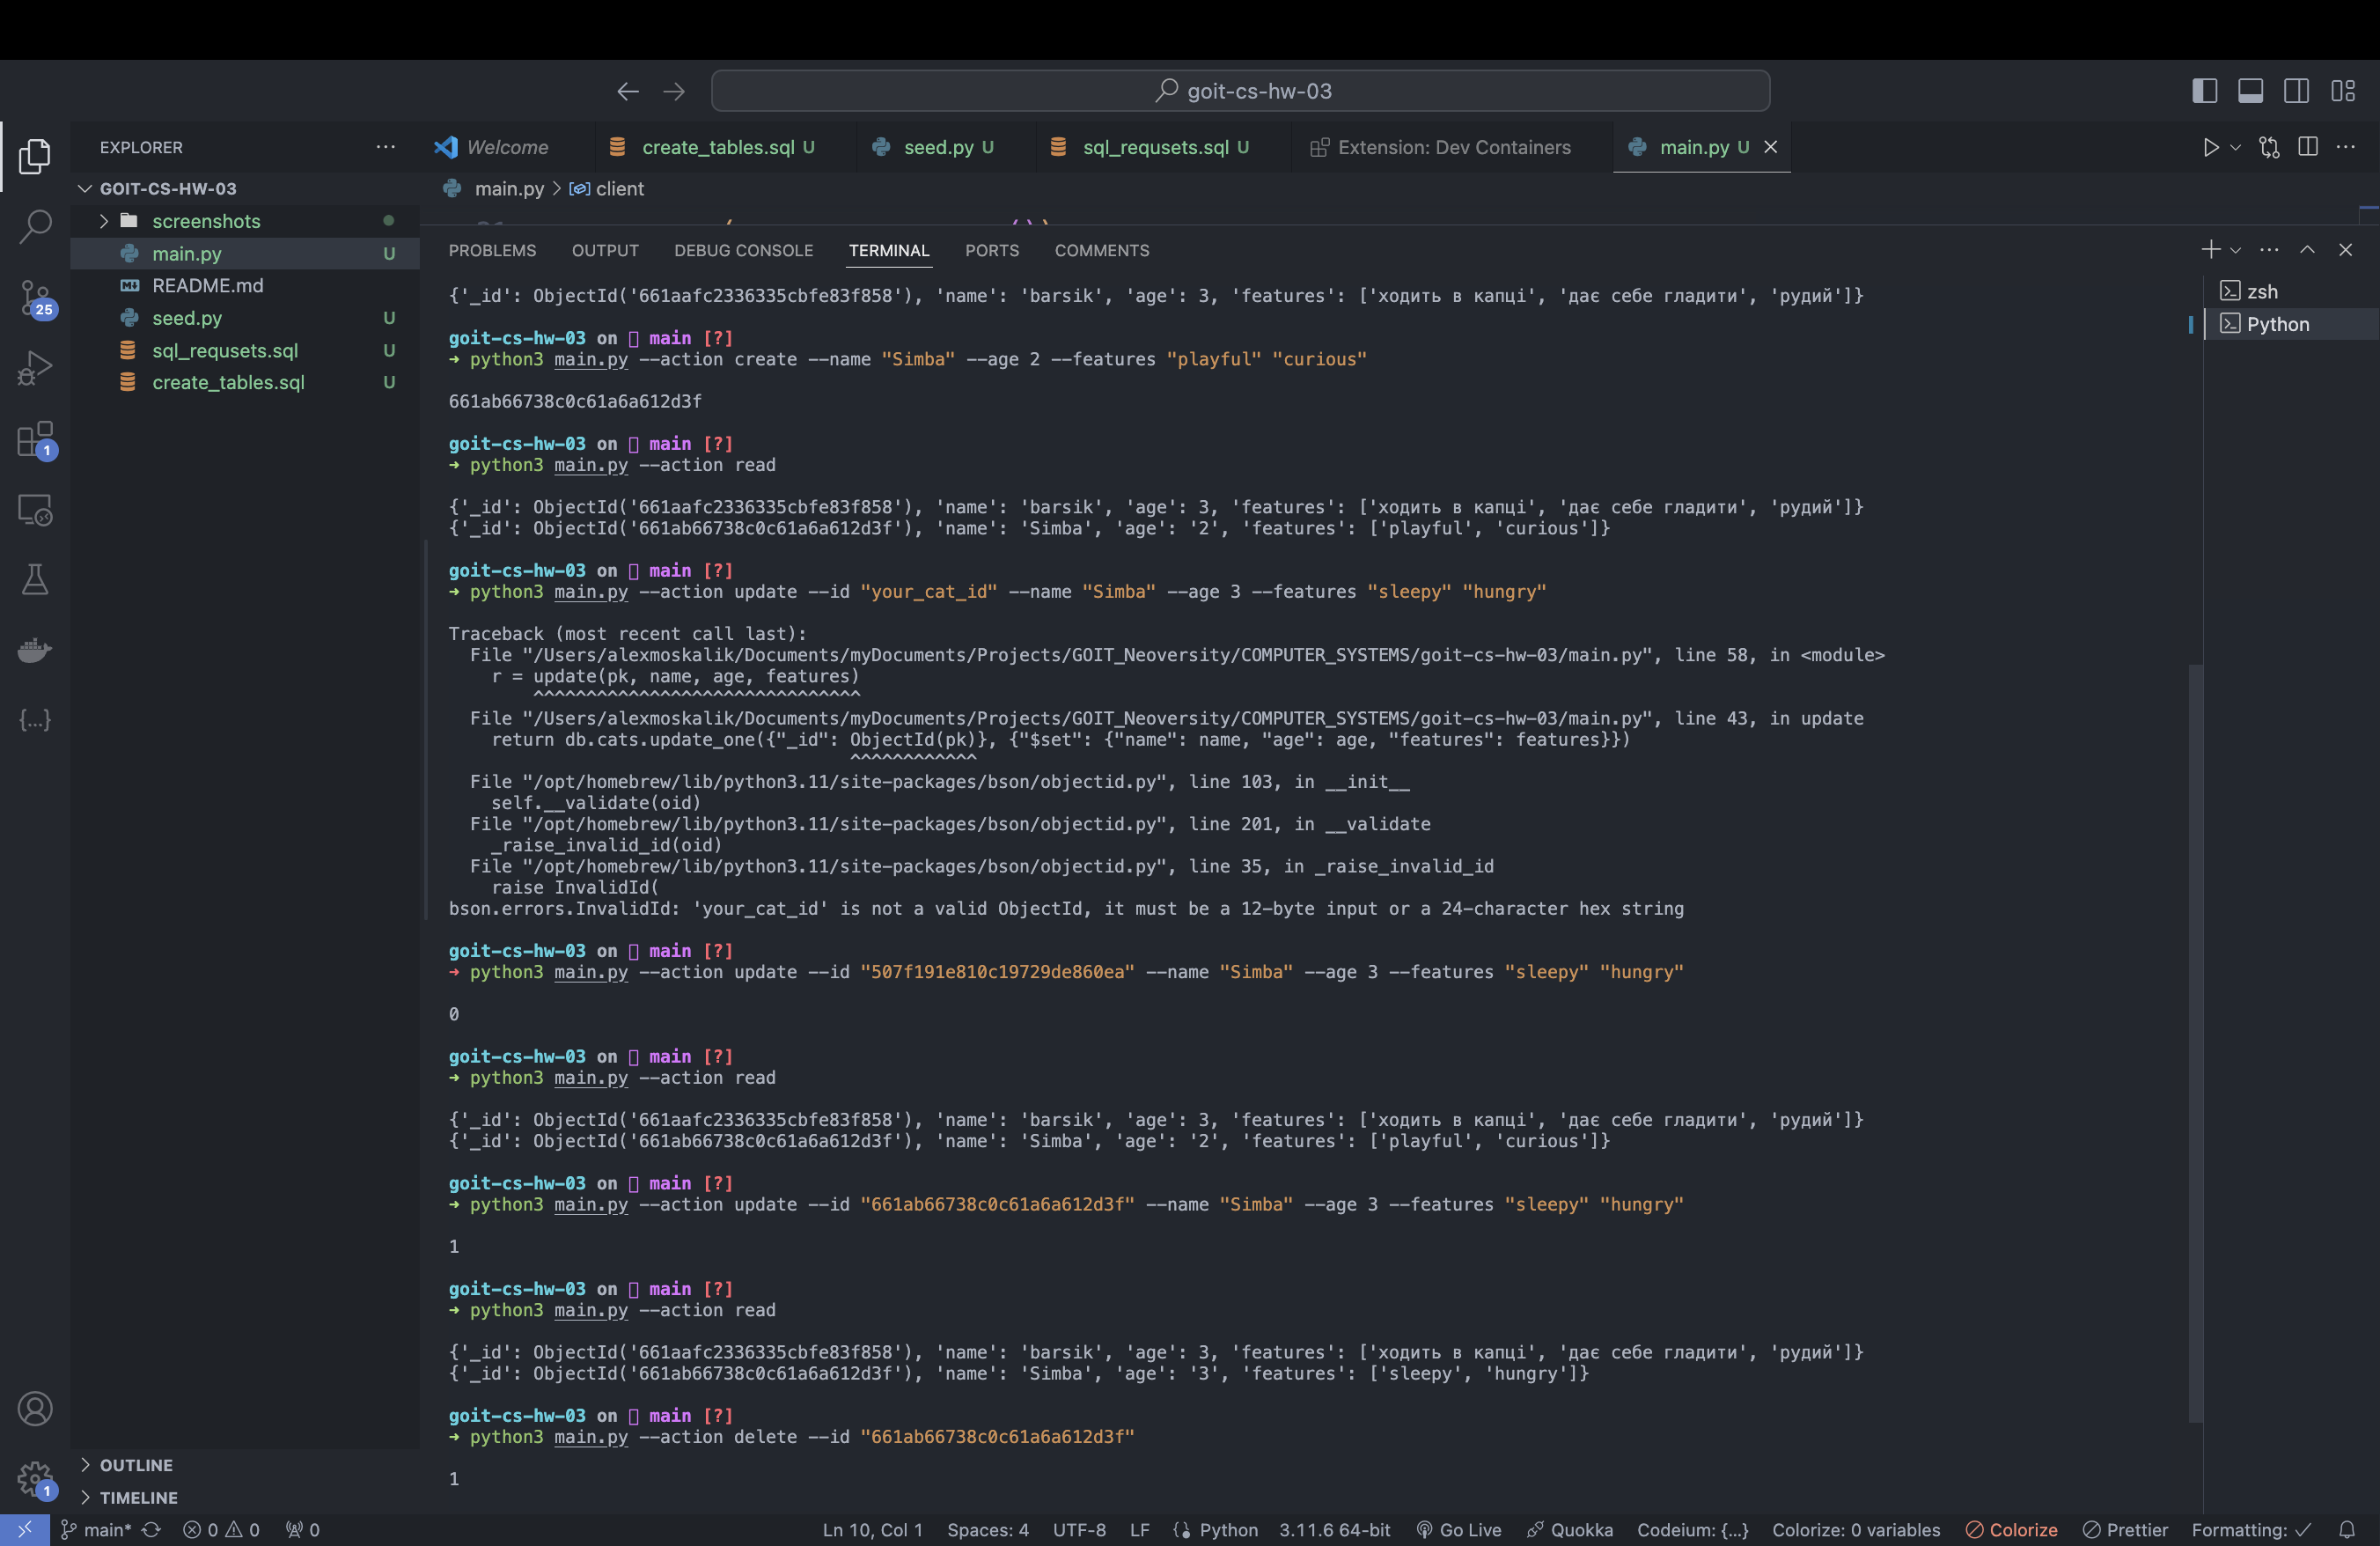 goit-cs-hw-03
EXPLORER
Welcome
create_tables.sql U
seed.py U
sql_requsets.sql U
Extension: Dev Containers
main.py U
GOIT-CS-HW-03
main.py > client
screenshots
main.py U
README.md
seed.py U
sql_requsets.sql U
create_tables.sql U
25
1
PROBLEMS OUTPUT DEBUG CONSOLE TERMINAL PORTS COMMENTS
zsh
Python
{'_id': ObjectId('661aafc2336335cbfe83f858'), 'name': 'barsik', 'age': 3, 'features': ['ходить в капці', 'дає себе гладити', 'рудий']}
goit-cs-hw-03 on main [?]
→ python3 main.py --action create --name "Simba" --age 2 --features "playful" "curious"
661ab66738c0c61a6a612d3f
goit-cs-hw-03 on main [?]
→ python3 main.py --action read
{'_id': ObjectId('661aafc2336335cbfe83f858'), 'name': 'barsik', 'age': 3, 'features': ['ходить в капці', 'дає себе гладити', 'рудий']}
{'_id': ObjectId('661ab66738c0c61a6a612d3f'), 'name': 'Simba', 'age': '2', 'features': ['playful', 'curious']}
goit-cs-hw-03 on main [?]
→ python3 main.py --action update --id "your_cat_id" --name "Simba" --age 3 --features "sleepy" "hungry"
Traceback (most recent call last):
File "/Users/alexmoskalik/Documents/myDocuments/Projects/GOIT_Neoversity/COMPUTER_SYSTEMS/goit-cs-hw-03/main.py", line 58, in <module>
r = update(pk, name, age, features)
^^^^^^^^^^^^^^^^^^^^^^^^^^^^^^^
File "/Users/alexmoskalik/Documents/myDocuments/Projects/GOIT_Neoversity/COMPUTER_SYSTEMS/goit-cs-hw-03/main.py", line 43, in update
return db.cats.update_one({"_id": ObjectId(pk)}, {"$set": {"name": name, "age": age, "features": features}})
^^^^^^^^^^^^
File "/opt/homebrew/lib/python3.11/site-packages/bson/objectid.py", line 103, in __init__
self.__validate(oid)
File "/opt/homebrew/lib/python3.11/site-packages/bson/objectid.py", line 201, in __validate
_raise_invalid_id(oid)
File "/opt/homebrew/lib/python3.11/site-packages/bson/objectid.py", line 35, in _raise_invalid_id
raise InvalidId(
bson.errors.InvalidId: 'your_cat_id' is not a valid ObjectId, it must be a 12-byte input or a 24-character hex string
goit-cs-hw-03 on main [?]
→ python3 main.py --action update --id "507f191e810c19729de860ea" --name "Simba" --age 3 --features "sleepy" "hungry"
0
goit-cs-hw-03 on main [?]
→ python3 main.py --action read
{'_id': ObjectId('661aafc2336335cbfe83f858'), 'name': 'barsik', 'age': 3, 'features': ['ходить в капці', 'дає себе гладити', 'рудий']}
{'_id': ObjectId('661ab66738c0c61a6a612d3f'), 'name': 'Simba', 'age': '2', 'features': ['playful', 'curious']}
goit-cs-hw-03 on main [?]
→ python3 main.py --action update --id "661ab66738c0c61a6a612d3f" --name "Simba" --age 3 --features "sleepy" "hungry"
1
goit-cs-hw-03 on main [?]
→ python3 main.py --action read
{'_id': ObjectId('661aafc2336335cbfe83f858'), 'name': 'barsik', 'age': 3, 'features': ['ходить в капці', 'дає себе гладити', 'рудий']}
{'_id': ObjectId('661ab66738c0c61a6a612d3f'), 'name': 'Simba', 'age': '3', 'features': ['sleepy', 'hungry']}
goit-cs-hw-03 on main [?]
→ python3 main.py --action delete --id "661ab66738c0c61a6a612d3f"
1
OUTLINE
TIMELINE
1
main* 0 0 0 Ln 10, Col 1 Spaces: 4 UTF-8 LF Python 3.11.6 64-bit Go Live Quokka Codeium: {...} Colorize: 0 variables Colorize Prettier Formatting: ✓